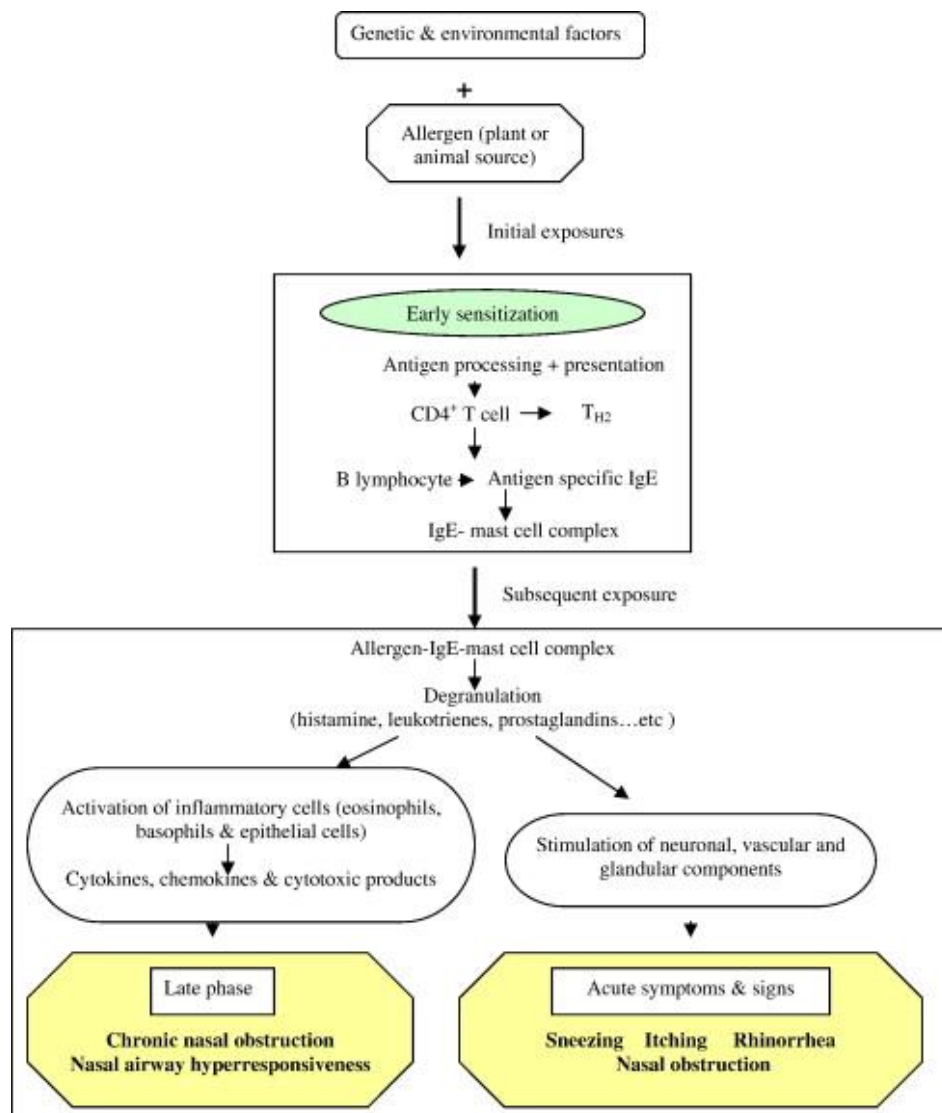 Genetic & environmental factors
+
Allergen (plant or
animal source)
Initial exposures
Early sensitization
Antigen processing + presentation
CD4⁺ T cell T_H2
B lymphocyte Antigen specific IgE
IgE- mast cell complex
Subsequent exposure
Allergen-IgE-mast cell complex
Degranulation
(histamine, leukotrienes, prostaglandins…etc )
Activation of inflammatory cells (eosinophils,
basophils & epithelial cells)
Cytokines, chemokines & cytotoxic products
Stimulation of neuronal, vascular and
glandular components
Late phase
Chronic nasal obstruction
Nasal airway hyperresponsiveness
Acute symptoms & signs
Sneezing Itching Rhinorrhea
Nasal obstruction